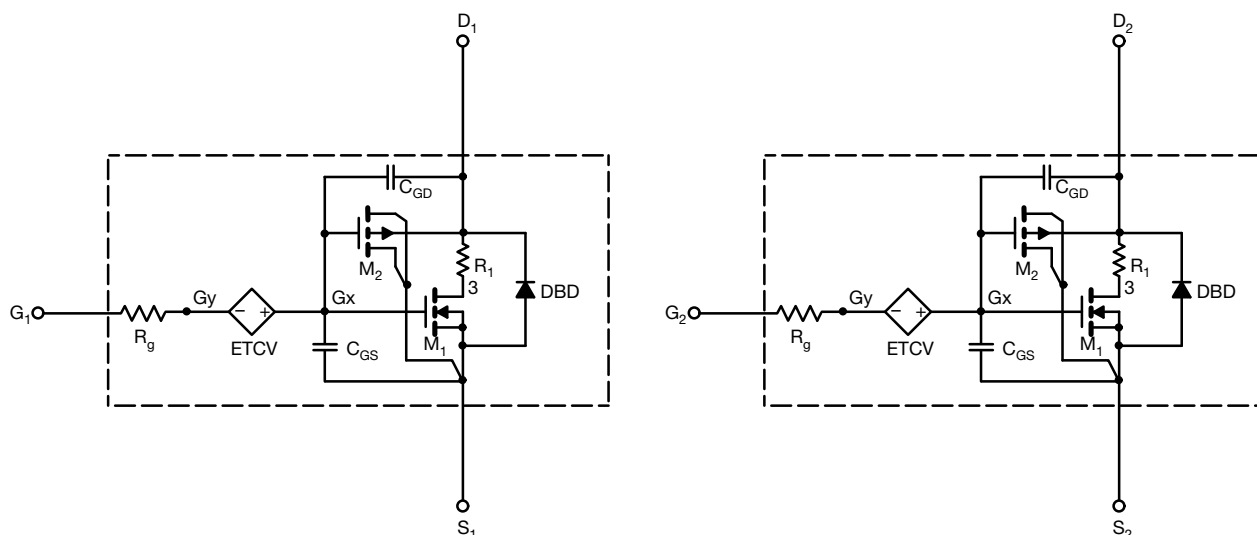 D1
D2
CGD
CGD
M2
R1
3
DBD
M2
R1
3
DBD
G1
Rg
Gy
− +
ETCV
Gx
M1
CGS
G2
Rg
Gy
− +
ETCV
Gx
M1
CGS
S1
S2